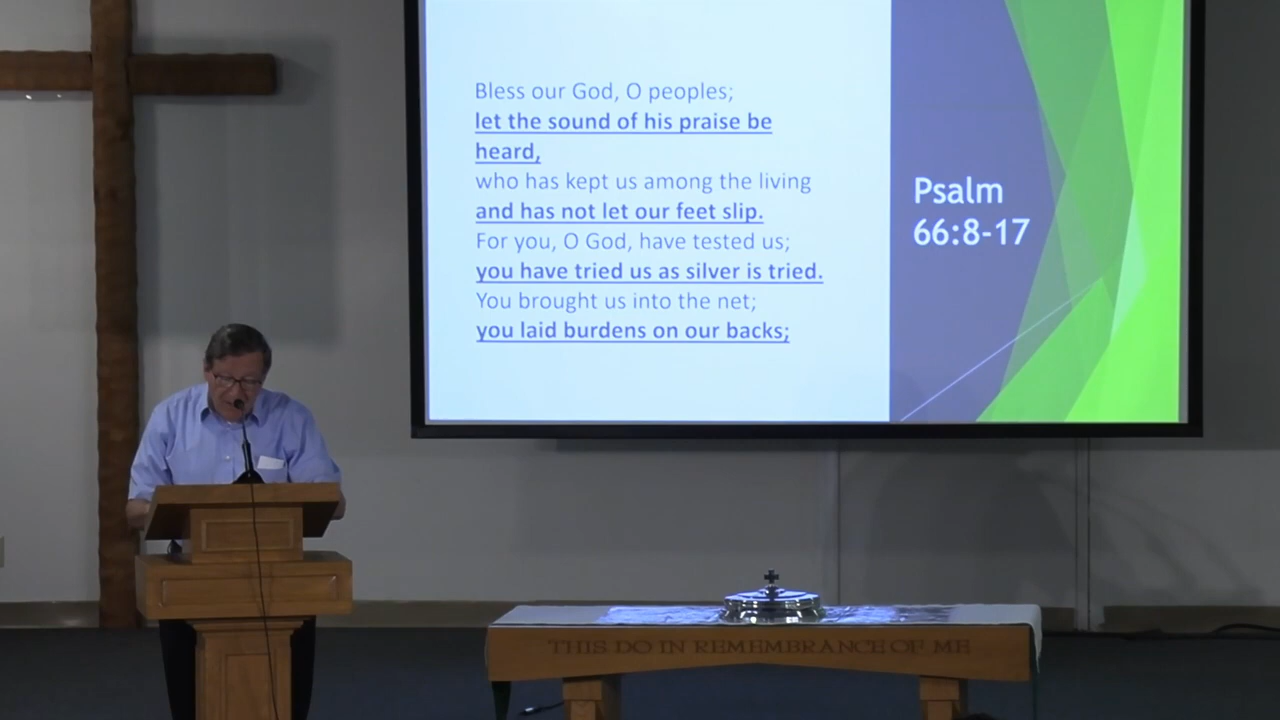 Bless our God, O peoples;
let the sound of his praise be
heard,
who has kept us among the living
and has not let our feet slip.
For you, O God, have tested us;
you have tried us as silver is tried.
You brought us into the net;
you laid burdens on our backs;
Psalm
66:8-17
THIS DO IN REMEMBRANCE OF ME